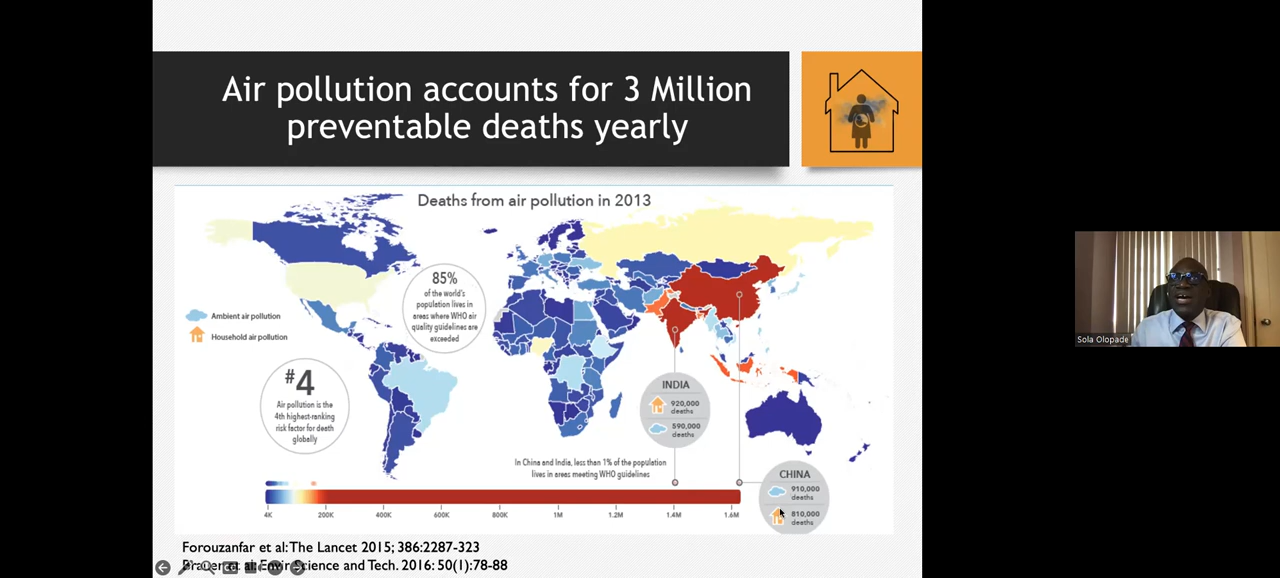 Air pollution accounts for 3 Million
preventable deaths yearly
Deaths from air pollution in 2013
85%
of the world's
population lives in
areas where WHO air
quality guidelines are
exceeded
Ambient air pollution
Household air pollution
#4
Air pollution is the
4th highest-ranking
risk factor for death
globally
INDIA
920,000
deaths
590,000
deaths
In China and India, less than 1% of the population
lives in areas meeting WHO guidelines
CHINA
910,000
deaths
810,000
deaths
4K 200K 400K 600K 800K 1M 1.2M 1.4M 1.6M
Forouzanfar et al:The Lancet 2015; 386:2287-323
Science and Tech. 2016: 50(1):78-88
Sola Olopade